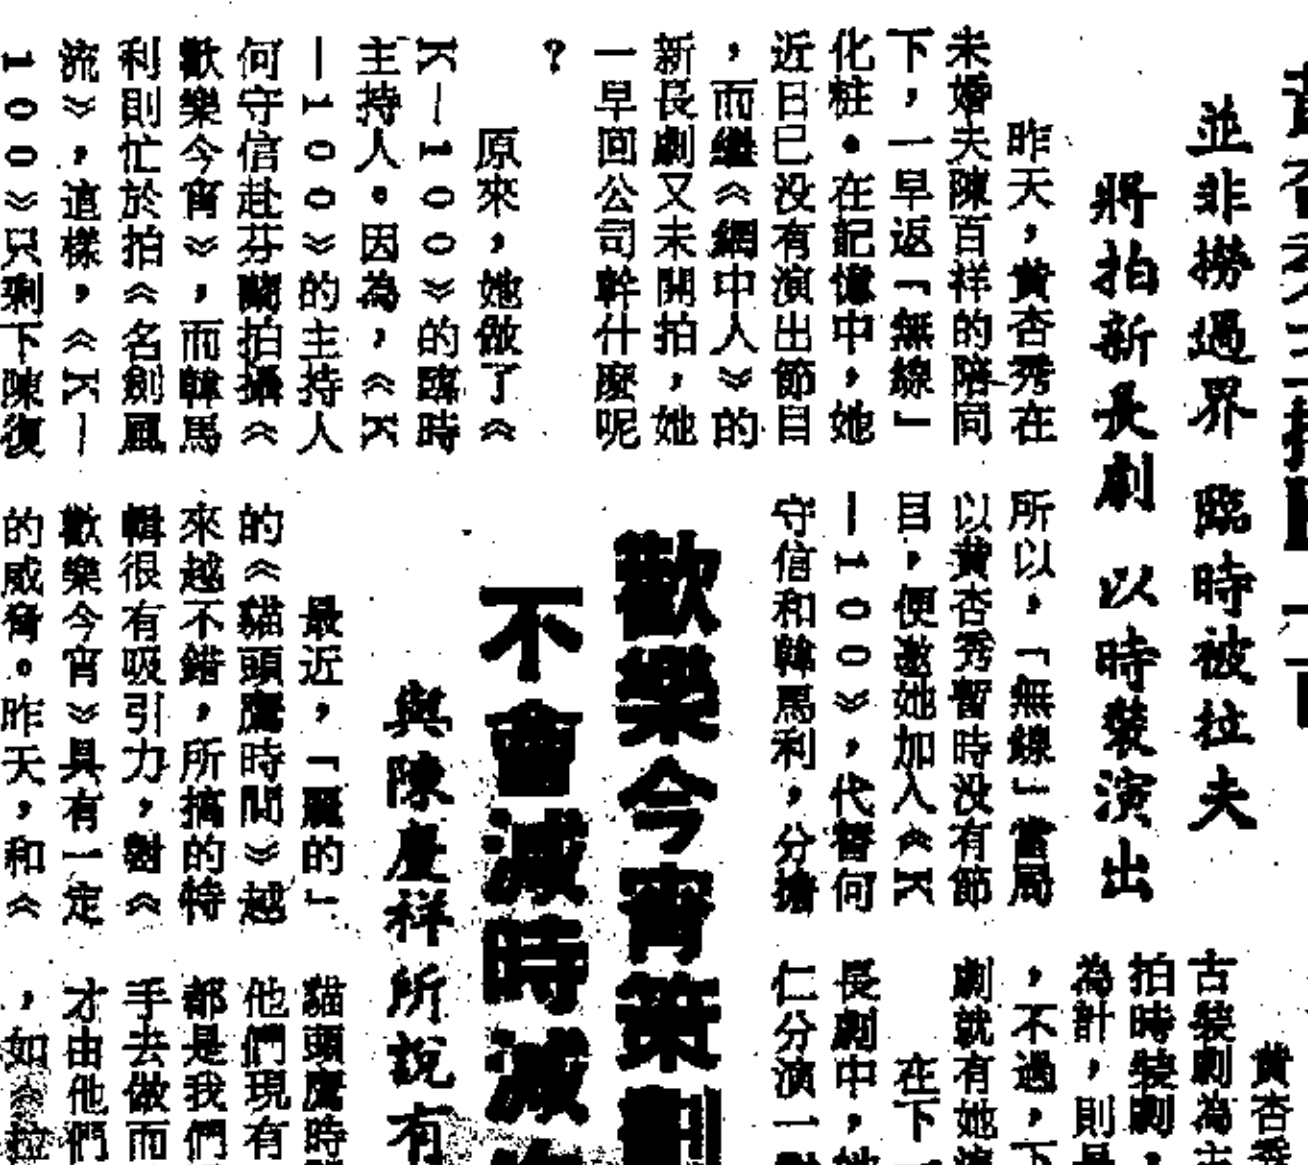 並非撈過界 臨時被拉夫
將拍新長劇 以時裝演出
昨天，黄杏秀在
未婚夫陳百祥的陪同
下，一早返「無線」
化粧。在記憶中，她
近日已没有演出節目
，而繼《網中人》的
新長劇又未開拍，她
一早回公司幹什麼呢
？
原來，她做了《
K—100》的臨時
主持人。因為，《K
—100》的主持人
何守信赴芬蘭拍攝《
歡樂今宵》，而韓馬
利則忙於拍《名劍風
流》，這樣，《K—
100》只剩下陳復
所以，「無線」當局
以黄杏秀暫時没有節
目，便邀她加入《K
—100》，代替何
守信和韓馬利，分擔
歡樂今宵策劃
不會減時減
與陳慶祥所説有
最近，「麗的」
的《貓頭鷹時間》越
來越不錯，所搞的特
輯很有吸引力，對《
歡樂今宵》具有一定
的威脅。昨天，和《
黄杏秀
古裝劇為主
拍時裝劇，
為計，則
，不過，下
劇就有她
在下
長劇中，她
仁分演一
貓頭鷹時
他們現有
都是我們
手去做而
才由他們
，如《拉